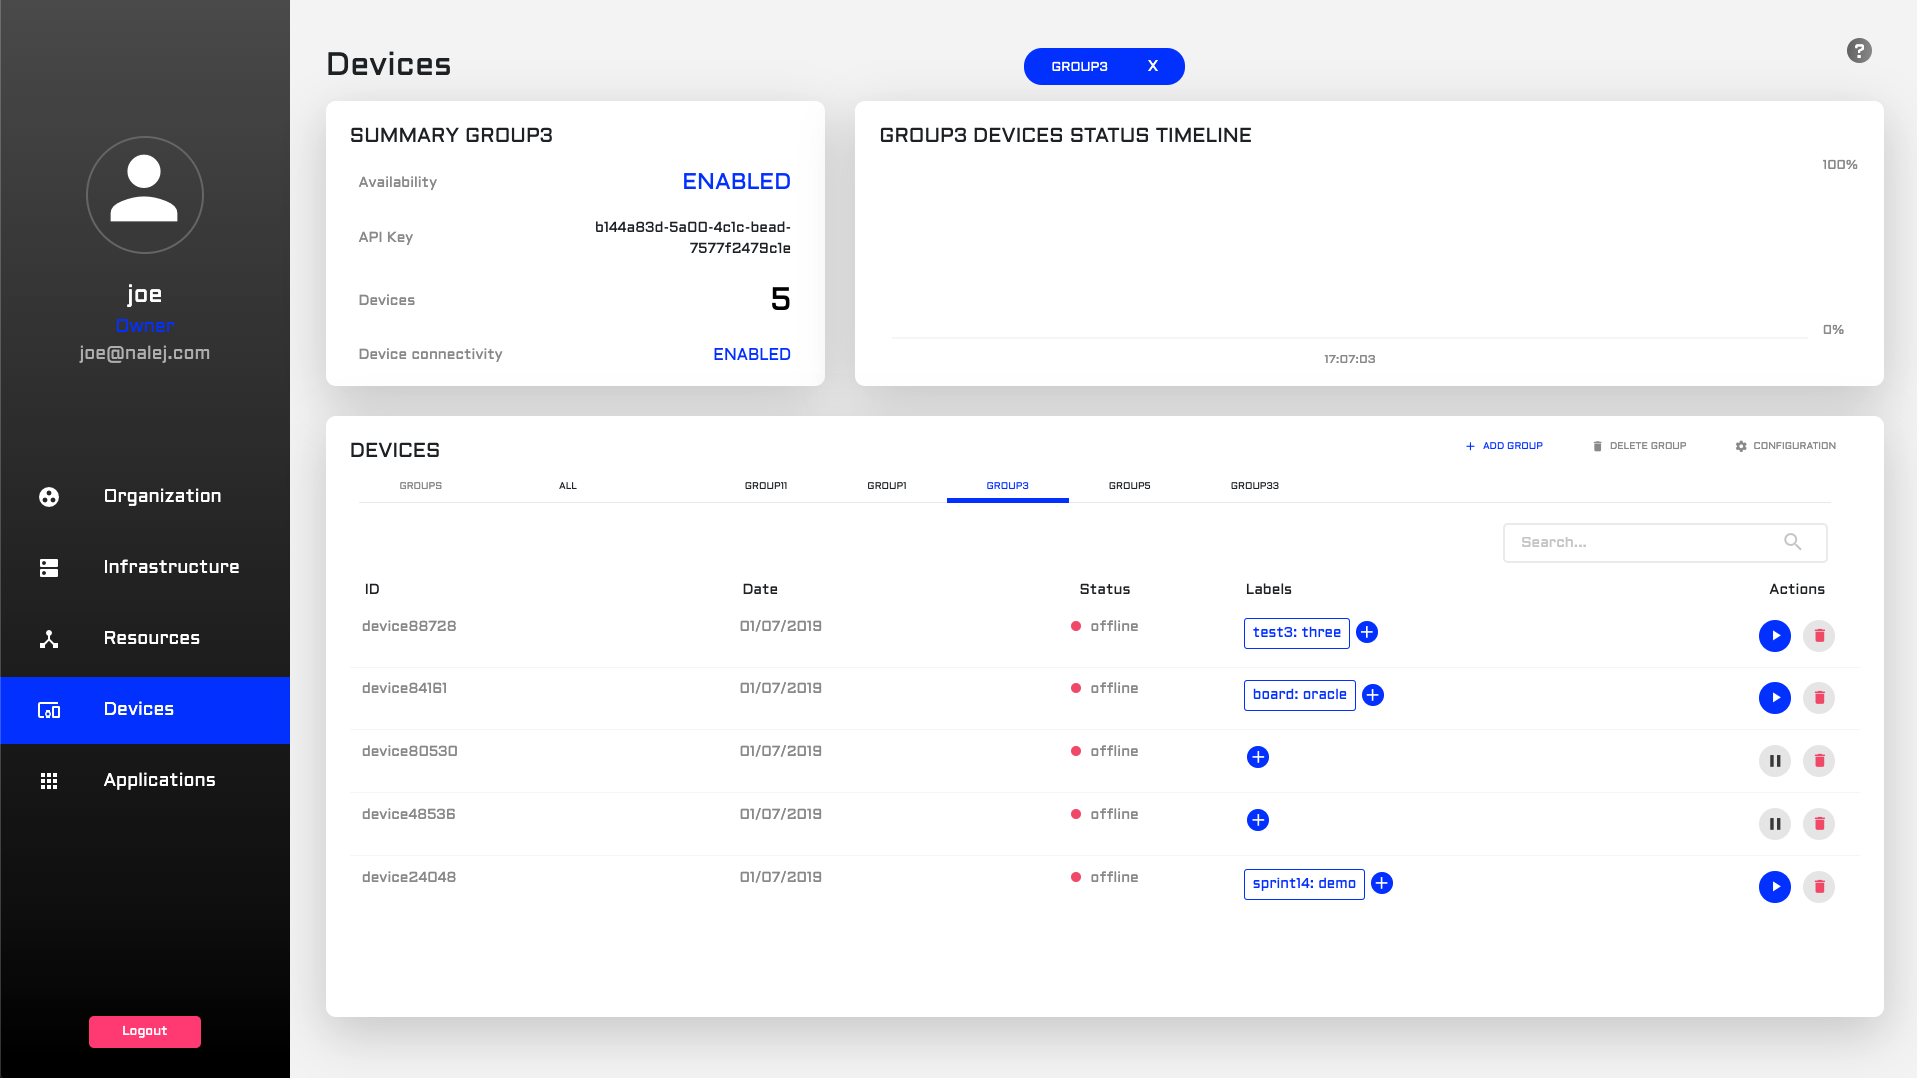 joe
Owner
joe@nalej.com
Organization
Infrastructure
Resources
Devices
Applications
Logout
Devices
GROUP3 X
?
SUMMARY GROUP3
Availability ENABLED
API Key b144a83d-5a00-4c1c-bead-
7577f2479c1e
Devices 5
Device connectivity ENABLED
GROUP3 DEVICES STATUS TIMELINE
100%
0%
17:07:03
DEVICES
+ ADD GROUP DELETE GROUP CONFIGURATION
GROUPS ALL GROUP11 GROUP1 GROUP3 GROUP5 GROUP33
Search...
ID Date Status Labels Actions
device88728 01/07/2019 offline test3: three
device84161 01/07/2019 offline board: oracle
device80530 01/07/2019 offline
device48536 01/07/2019 offline
device24048 01/07/2019 offline sprint14: demo